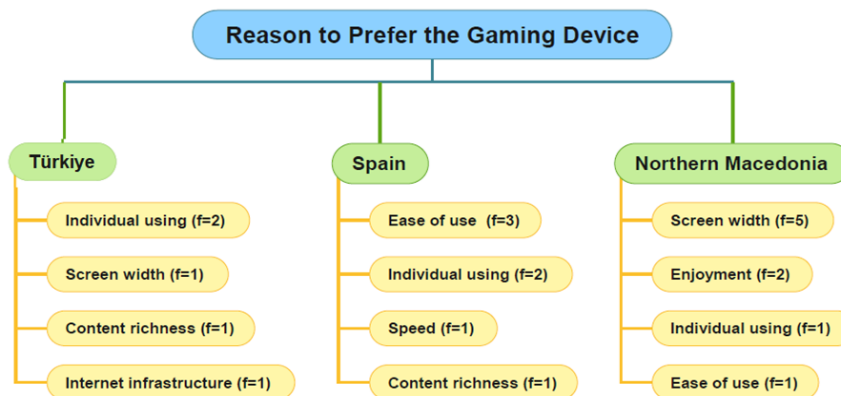 Reason to Prefer the Gaming Device
Türkiye
Individual using (f=2)
Screen width (f=1)
Content richness (f=1)
Internet infrastructure (f=1)
Spain
Ease of use (f=3)
Individual using (f=2)
Speed (f=1)
Content richness (f=1)
Northern Macedonia
Screen width (f=5)
Enjoyment (f=2)
Individual using (f=1)
Ease of use (f=1)